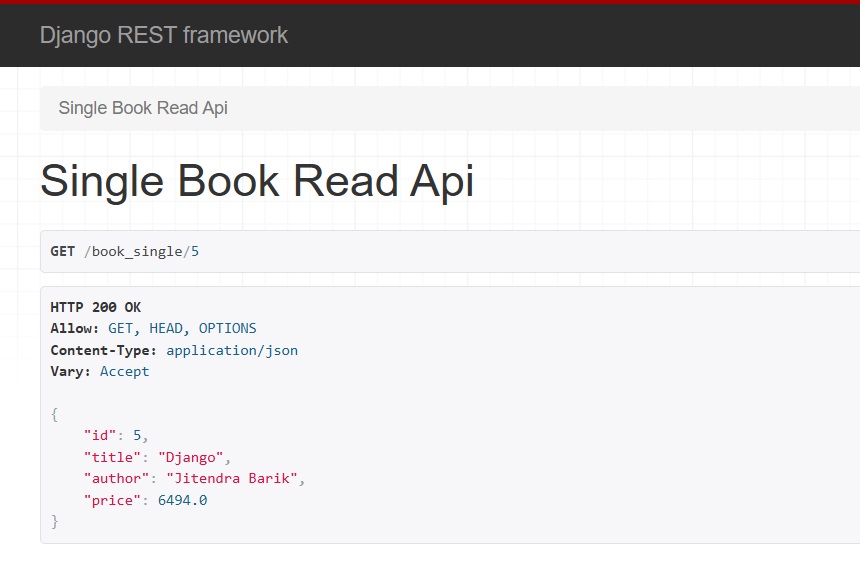 Django REST framework
Single Book Read Api
Single Book Read Api
GET /book_single/5
HTTP 200 OK
Allow: GET, HEAD, OPTIONS
Content-Type: application/json
Vary: Accept
{
    "id": 5,
    "title": "Django",
    "author": "Jitendra Barik",
    "price": 6494.0
}